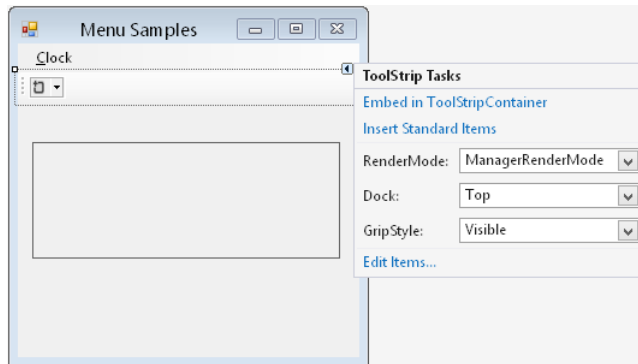 Menu Samples
Clock
ToolStrip Tasks
Embed in ToolStripContainer
Insert Standard Items
RenderMode: ManagerRenderMode
Dock: Top
GripStyle: Visible
Edit Items...